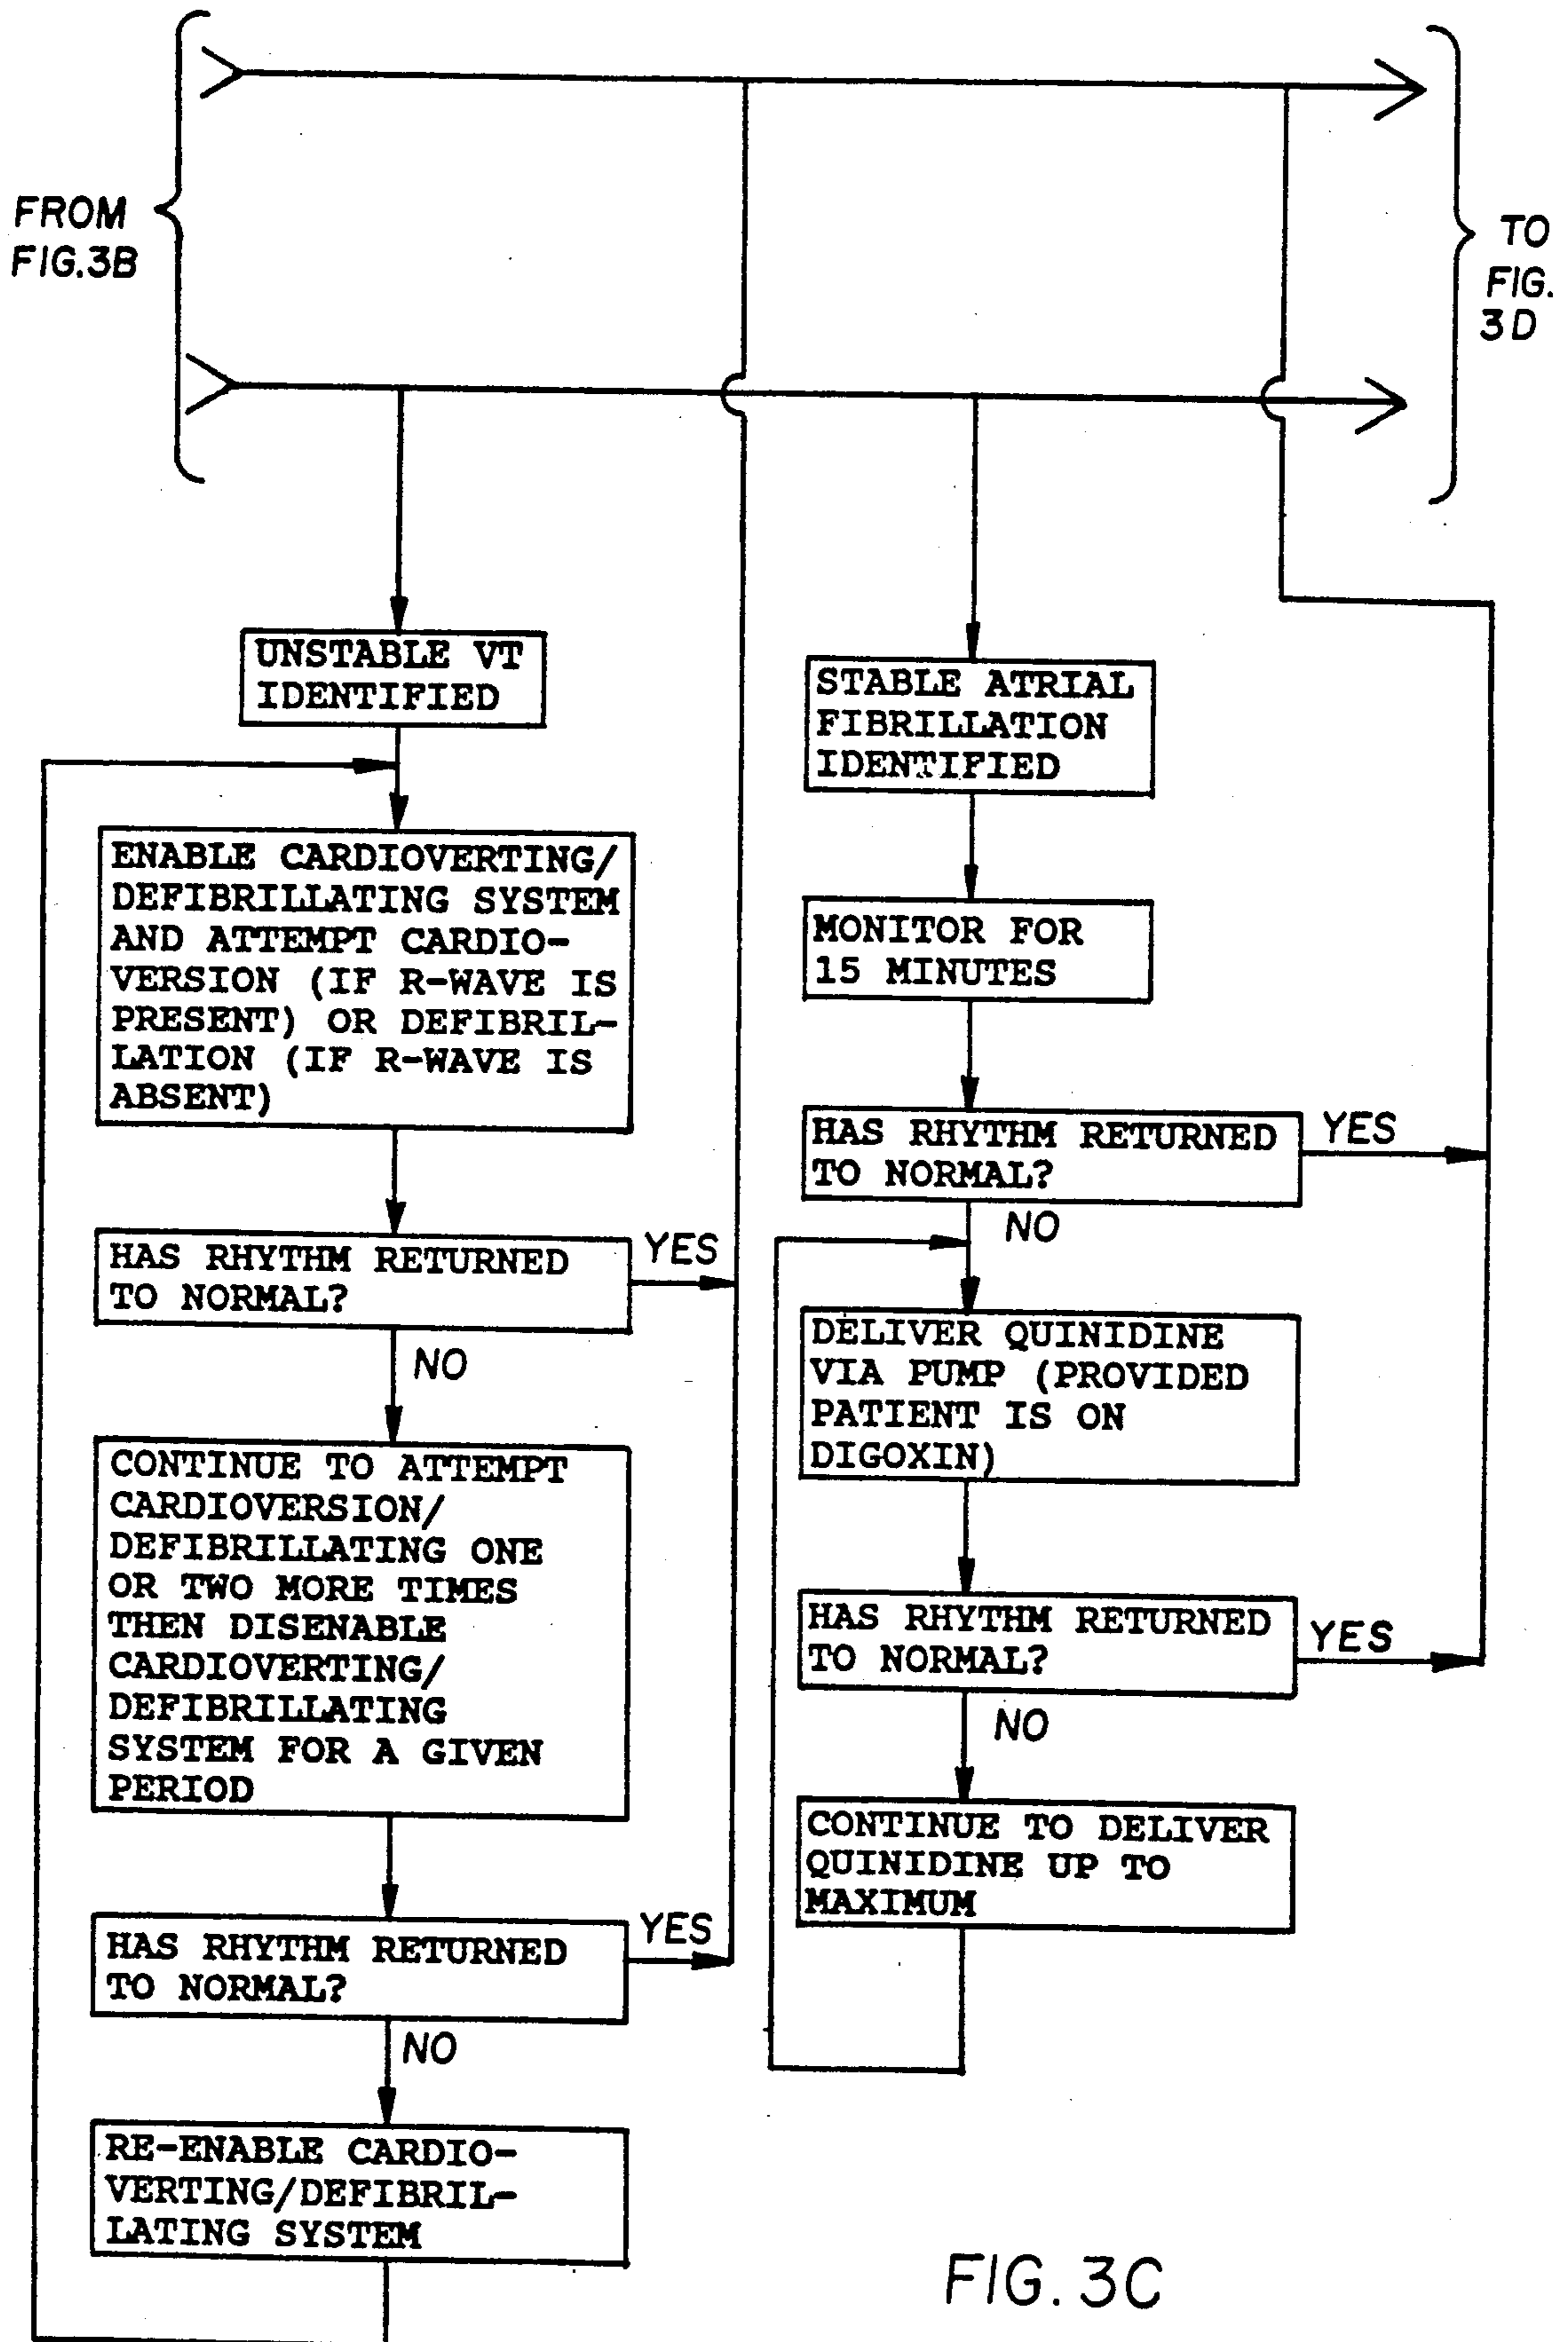 FROM
FIG.3B
TO
FIG.
3D
UNSTABLE VT
IDENTIFIED
ENABLE CARDIOVERTING/
DEFIBRILLATING SYSTEM
AND ATTEMPT CARDIO-
VERSION (IF R-WAVE IS
PRESENT) OR DEFIBRIL-
LATION (IF R-WAVE IS
ABSENT)
HAS RHYTHM RETURNED
TO NORMAL?
YES
NO
CONTINUE TO ATTEMPT
CARDIOVERSION/
DEFIBRILLATING ONE
OR TWO MORE TIMES
THEN DISENABLE
CARDIOVERTING/
DEFIBRILLATING
SYSTEM FOR A GIVEN
PERIOD
HAS RHYTHM RETURNED
TO NORMAL?
YES
NO
RE-ENABLE CARDIO-
VERTING/DEFIBRIL-
LATING SYSTEM
STABLE ATRIAL
FIBRILLATION
IDENTIFIED
MONITOR FOR
15 MINUTES
HAS RHYTHM RETURNED
TO NORMAL?
YES
NO
DELIVER QUINIDINE
VIA PUMP (PROVIDED
PATIENT IS ON
DIGOXIN)
HAS RHYTHM RETURNED
TO NORMAL?
YES
NO
CONTINUE TO DELIVER
QUINIDINE UP TO
MAXIMUM
FIG. 3C